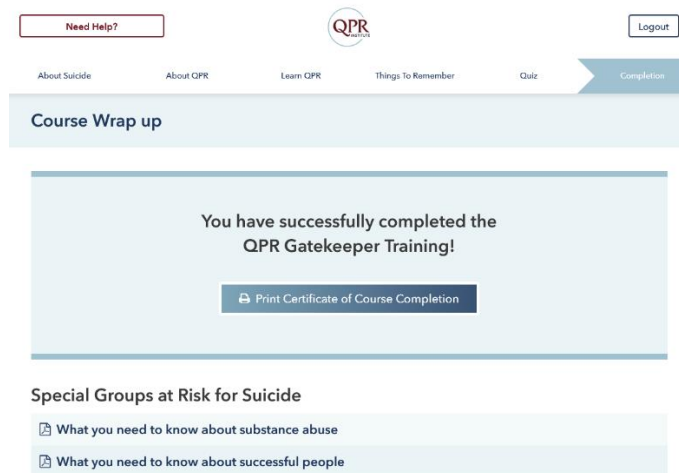 Need Help?
QPR
INSTITUTE
Logout
About Suicide About QPR Learn QPR Things To Remember Quiz Completion
Course Wrap up
You have successfully completed the
QPR Gatekeeper Training!
Print Certificate of Course Completion
Special Groups at Risk for Suicide
What you need to know about substance abuse
What you need to know about successful people